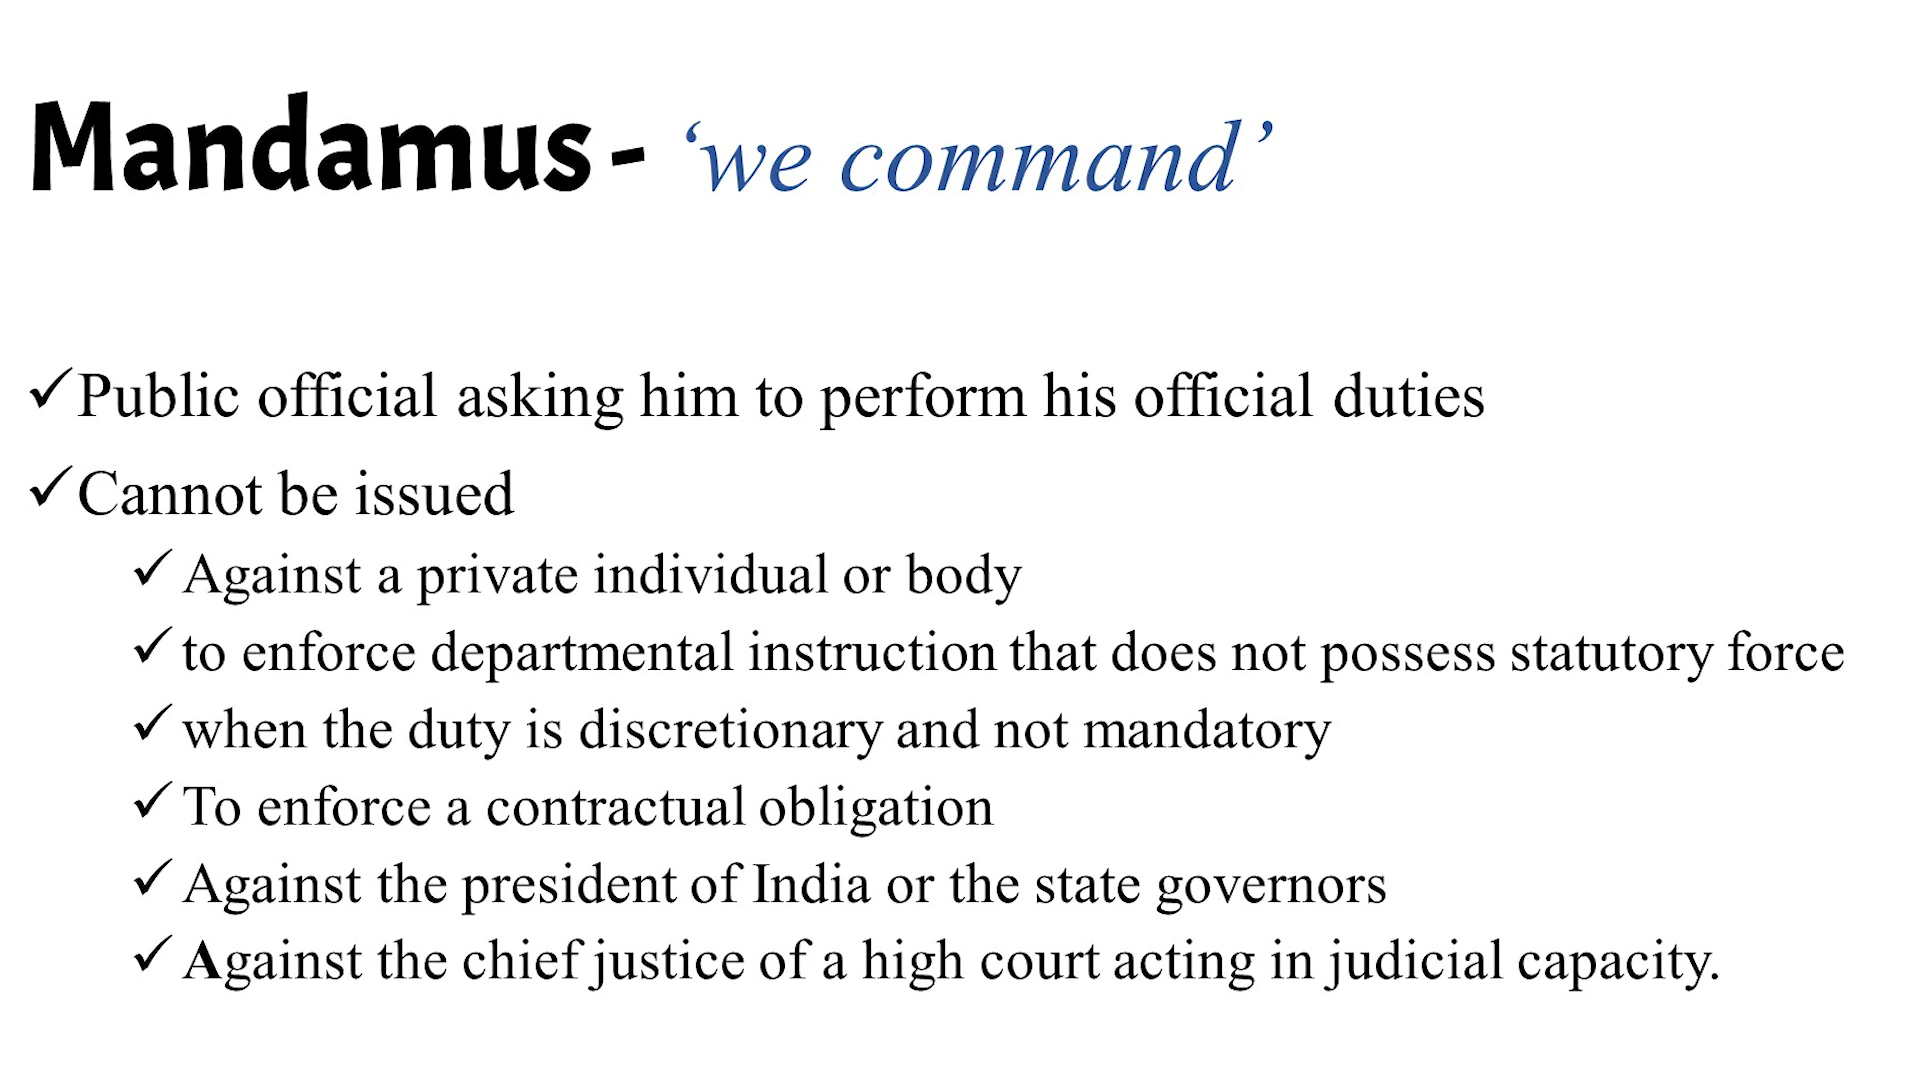 Mandamus - ‘we command’
✓Public official asking him to perform his official duties
✓Cannot be issued
✓Against a private individual or body
✓to enforce departmental instruction that does not possess statutory force
✓when the duty is discretionary and not mandatory
✓To enforce a contractual obligation
✓Against the president of India or the state governors
✓Against the chief justice of a high court acting in judicial capacity.